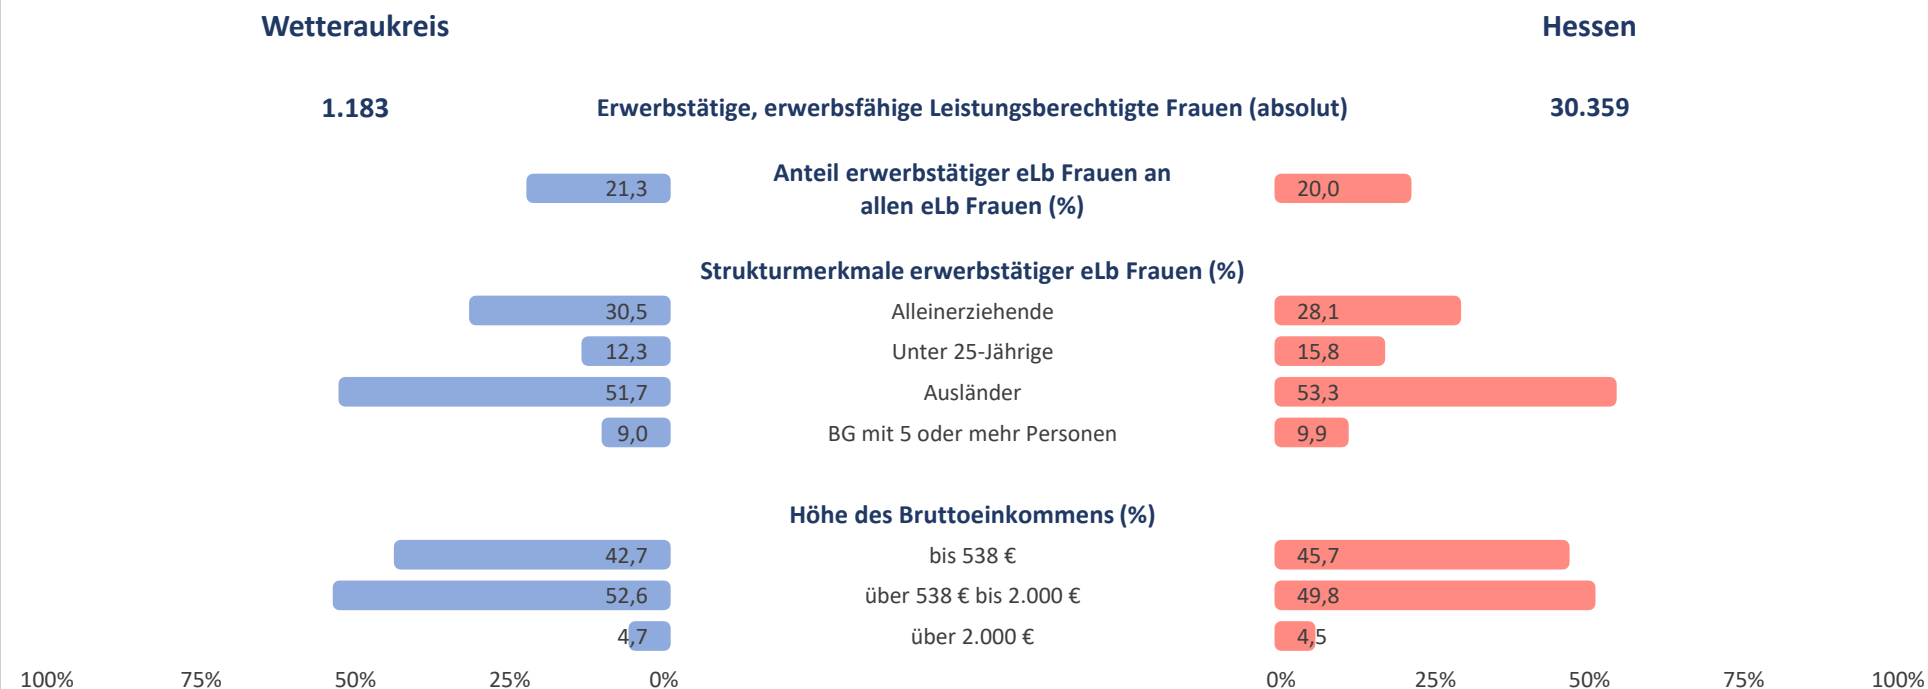 Wetteraukreis Hessen
1.183 Erwerbstätige, erwerbsfähige Leistungsberechtigte Frauen (absolut) 30.359
Anteil erwerbstätiger eLb Frauen an
allen eLb Frauen (%)
21,3 20,0
Strukturmerkmale erwerbstätiger eLb Frauen (%)
30,5 Alleinerziehende 28,1
12,3 Unter 25-Jährige 15,8
51,7 Ausländer 53,3
9,0 BG mit 5 oder mehr Personen 9,9
Höhe des Bruttoeinkommens (%)
42,7 bis 538 € 45,7
52,6 über 538 € bis 2.000 € 49,8
4,7 über 2.000 € 4,5
100% 75% 50% 25% 0% 0% 25% 50% 75% 100%